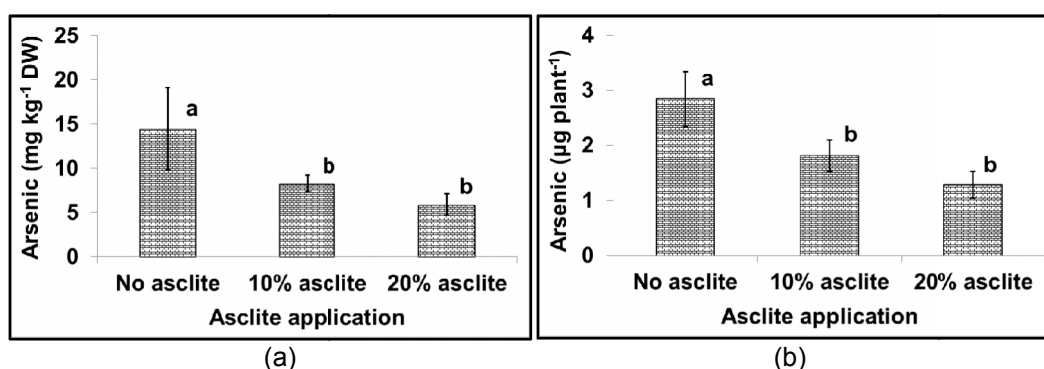 25
20
15
10
5
0
Arsenic (mg kg⁻¹ DW)
a
b
b
No asclite 10% asclite 20% asclite
Asclite application
(a)
4
3
2
1
0
Arsenic (µg plant⁻¹)
a
b
b
No asclite 10% asclite 20% asclite
Asclite application
(b)